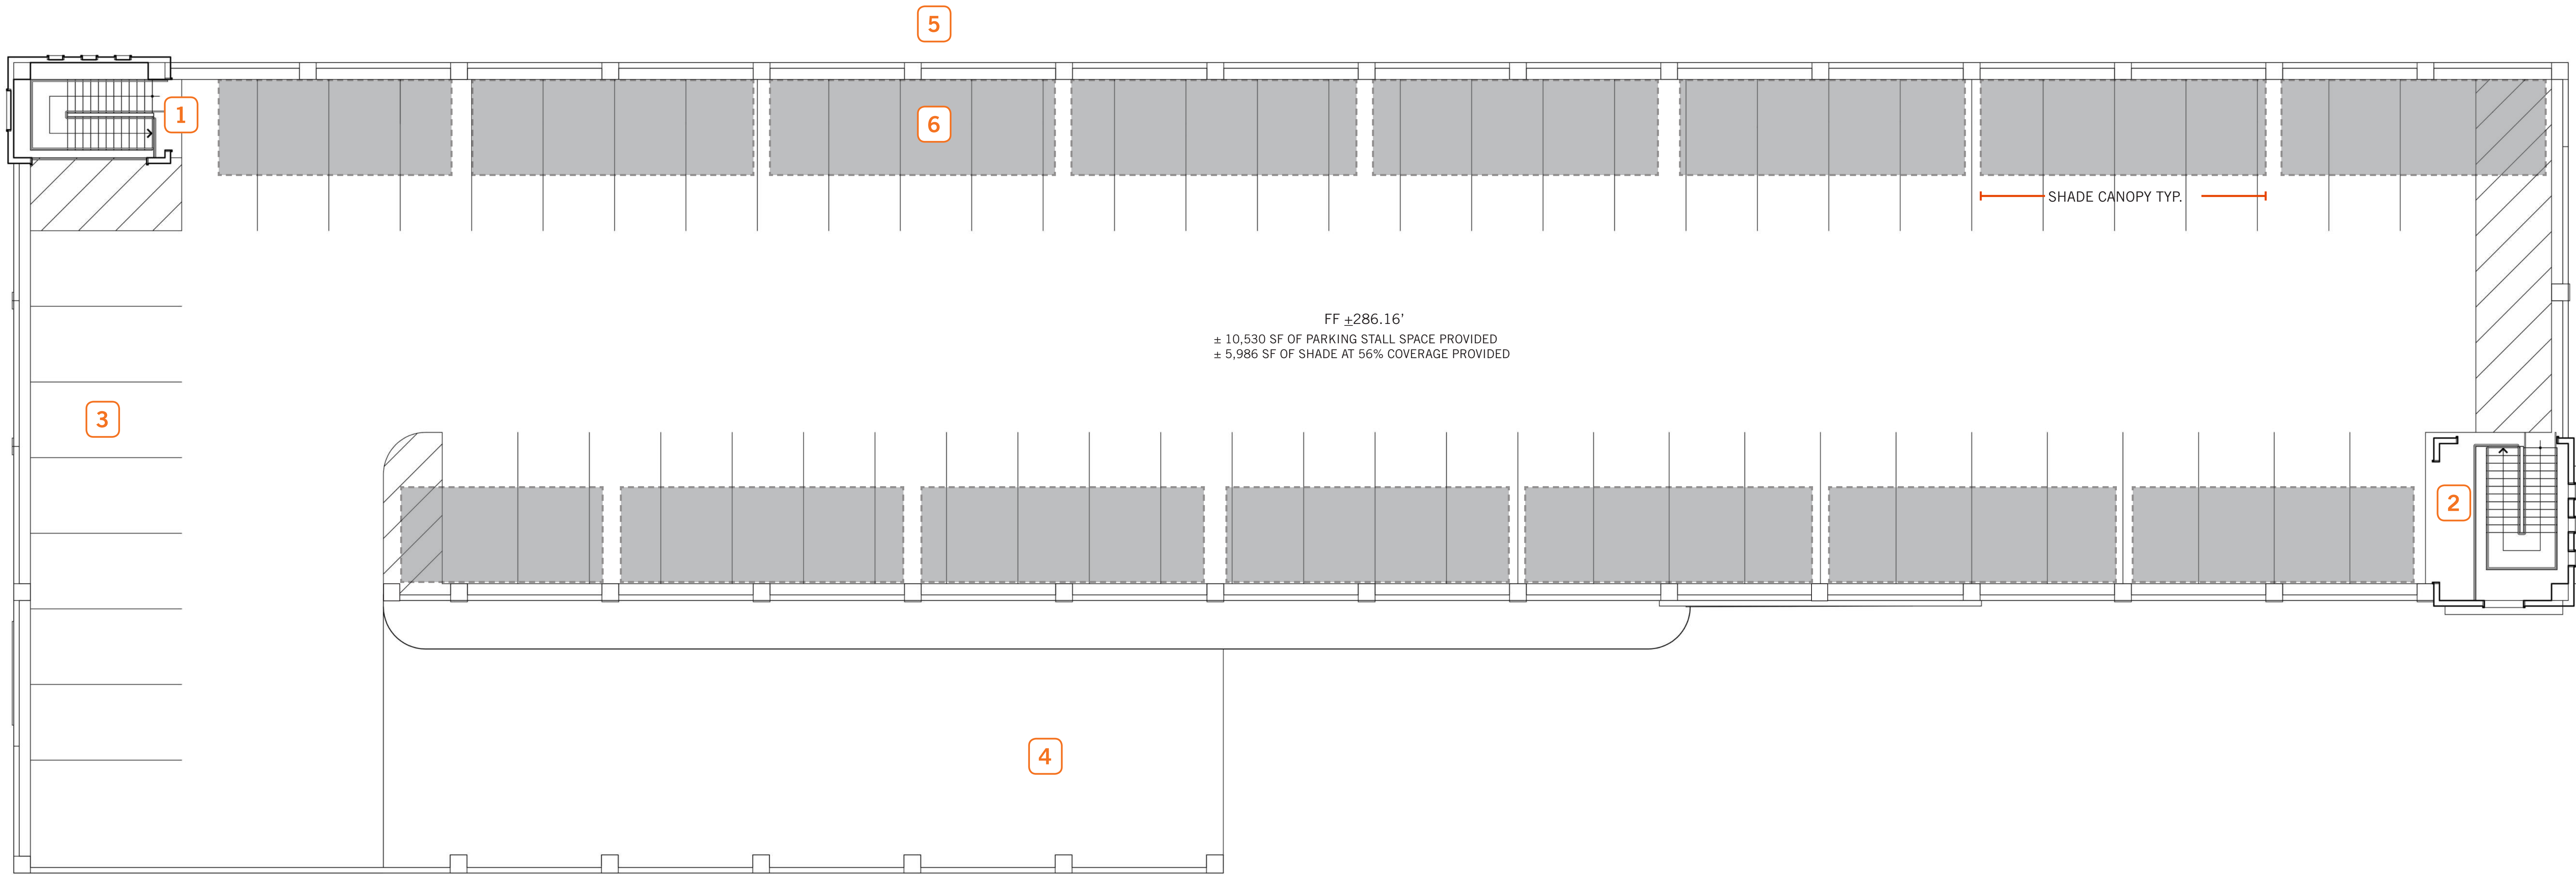 5
1
6
SHADE CANOPY TYP.
FF ±286.16'
± 10,530 SF OF PARKING STALL SPACE PROVIDED
± 5,986 SF OF SHADE AT 56% COVERAGE PROVIDED
3
2
4